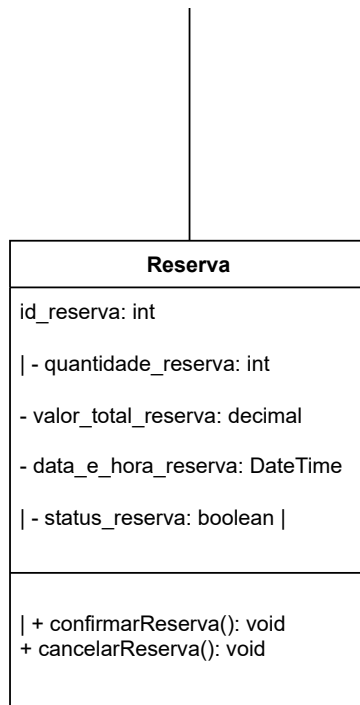 Reserva
id_reserva: int
| - quantidade_reserva: int
- valor_total_reserva: decimal
- data_e_hora_reserva: DateTime
| - status_reserva: boolean |
| + confirmarReserva(): void
+ cancelarReserva(): void